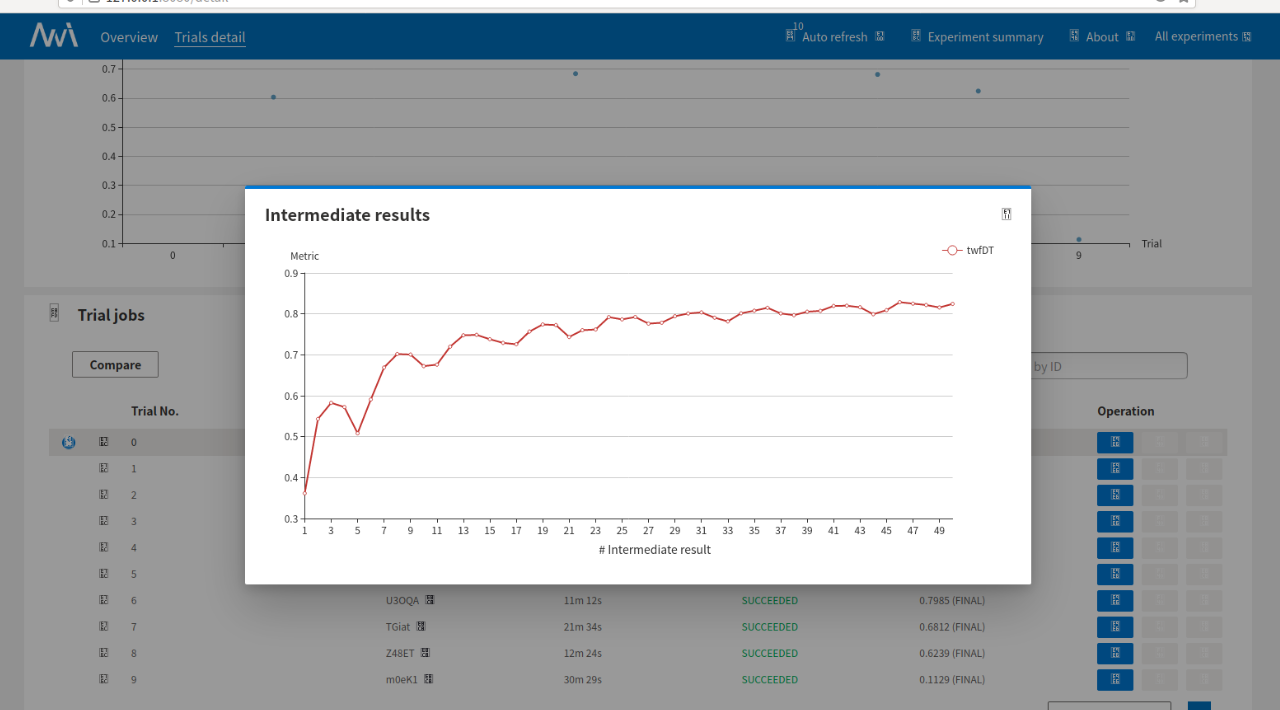 Overview Trials detail 10 Auto refresh Experiment summary About All experiments
0.7
0.6
0.5
0.4
0.3
0.2
0.1
Trial
0 9
Intermediate results
Metric
twfDT
0.9
0.8
0.7
0.6
0.5
0.4
0.3
1 3 5 7 9 11 13 15 17 19 21 23 25 27 29 31 33 35 37 39 41 43 45 47 49
# Intermediate result
Trial jobs
Compare by ID
Trial No. Operation
0
1
2
3
4
5
6 U3OQA 11m 12s SUCCEEDED 0.7985 (FINAL)
7 TGiat 21m 34s SUCCEEDED 0.6812 (FINAL)
8 Z48ET 12m 24s SUCCEEDED 0.6239 (FINAL)
9 m0eK1 30m 29s SUCCEEDED 0.1129 (FINAL)